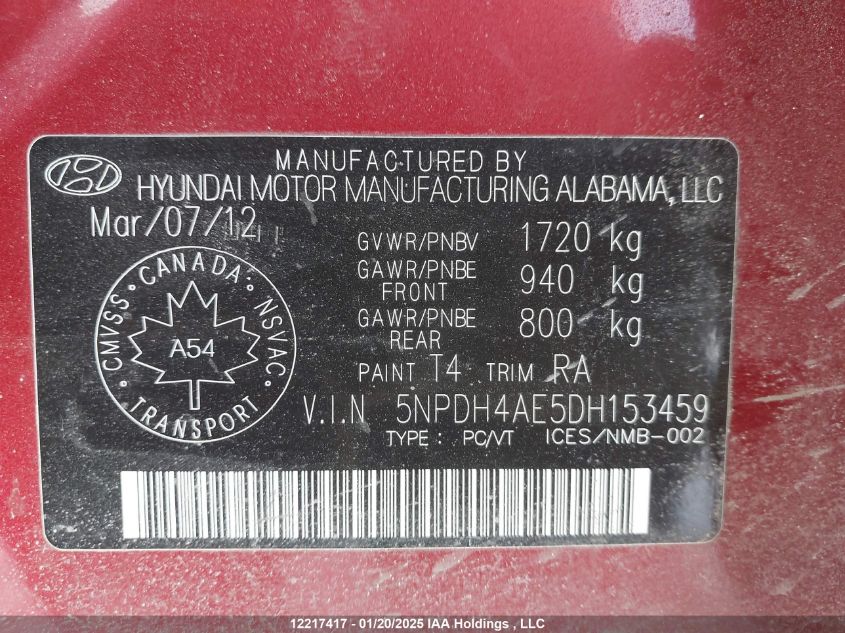 MANUFACTURED BY
HYUNDAI MOTOR MANUFACTURING ALABAMA, LLC
Mar/07/12
GVWR/PNBV 1720 kg
GAWR/PNBE FRONT 940 kg
GAWR/PNBE REAR 800 kg
CANADA
CMVSS NSVAC
A54
TRANSPORT
PAINT T4 TRIM RA
V.I.N 5NPDH4AE5DH153459
TYPE : PC/VT ICES/NMB-002
12217417 - 01/20/2025 IAA Holdings , LLC